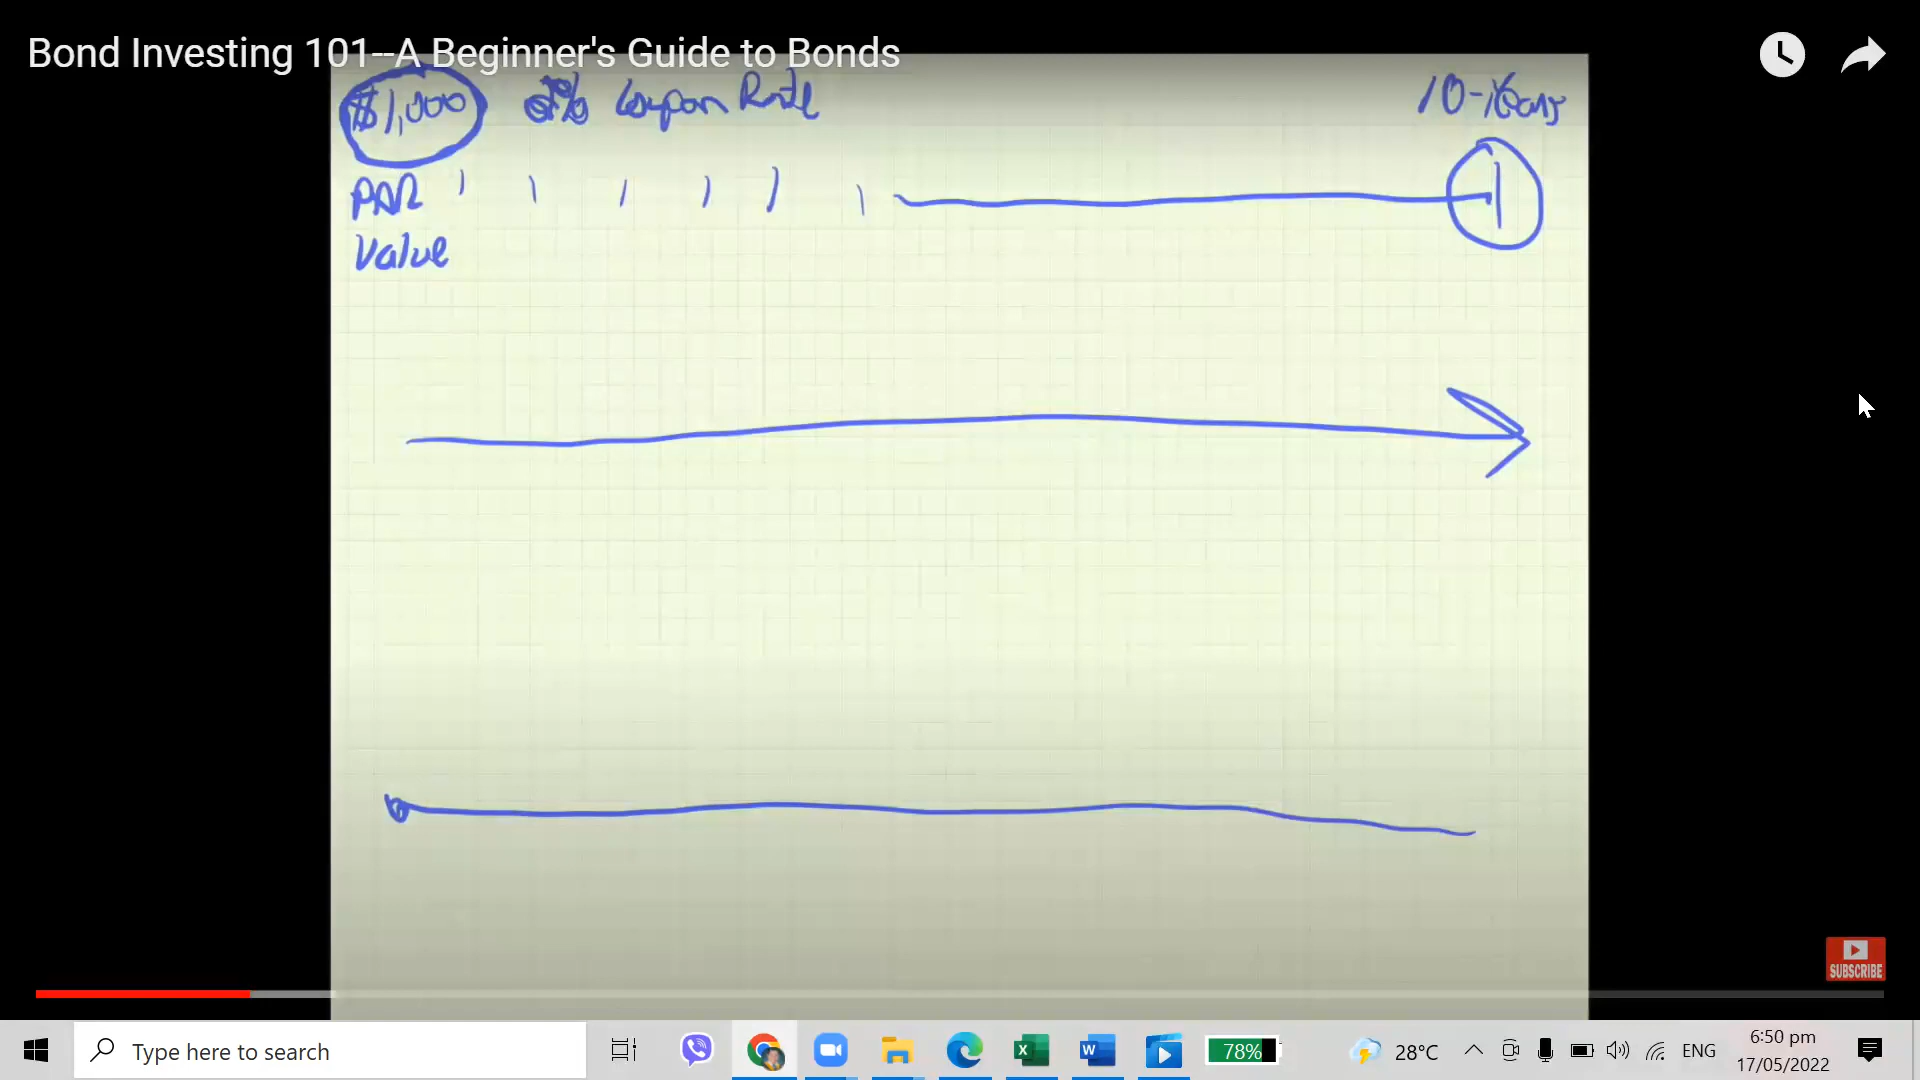 Bond Investing 101--A Beginner's Guide to Bonds
$1,000 % Coupon Rate 10-Years
PAR
Value
SUBSCRIBE
Type here to search
78%
28°C
ENG
6:50 pm
17/05/2022